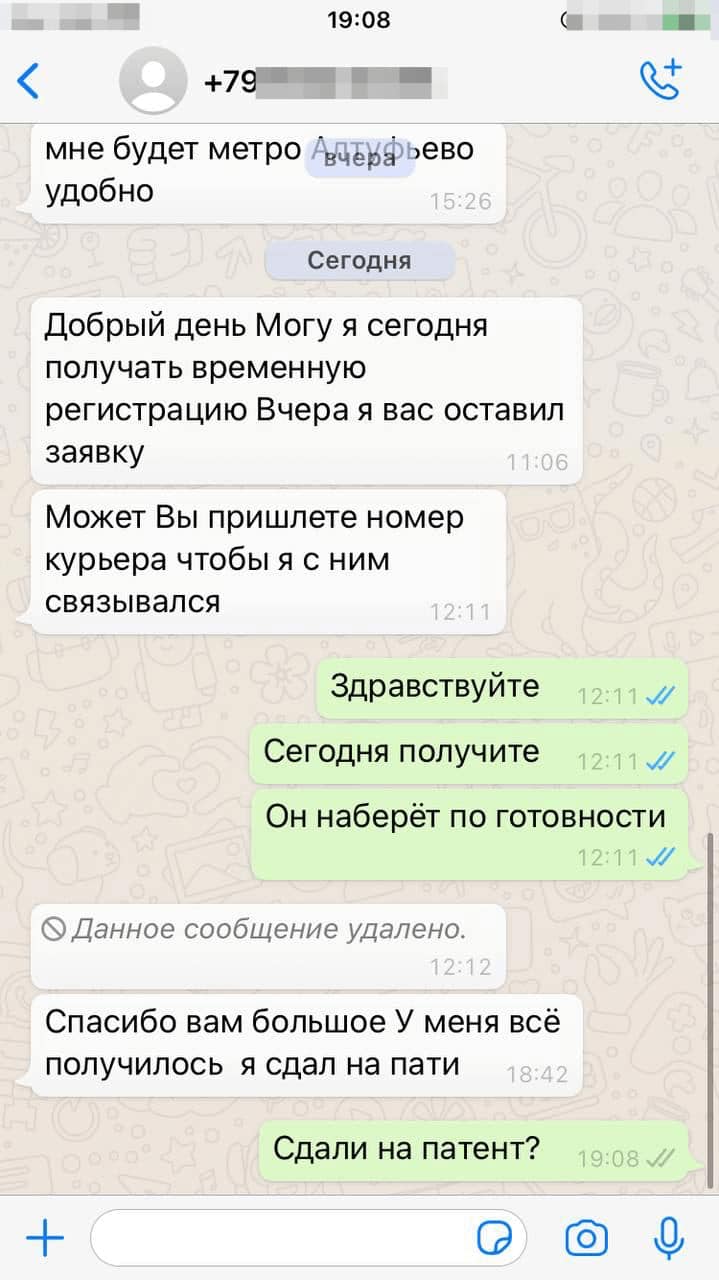 19:08
+79
мне будет метро Алтуфьево
вчера
удобно
15:26
Сегодня
Добрый день Могу я сегодня
получать временную
регистрацию Вчера я вас оставил
заявку
11:06
Может Вы пришлете номер
курьера чтобы я с ним
связывался
12:11
Здравствуйте
12:11
Сегодня получите
12:11
Он наберёт по готовности
12:11
Данное сообщение удалено.
12:12
Спасибо вам большое У меня всё
получилось я сдал на пати
18:42
Сдали на патент?
19:08